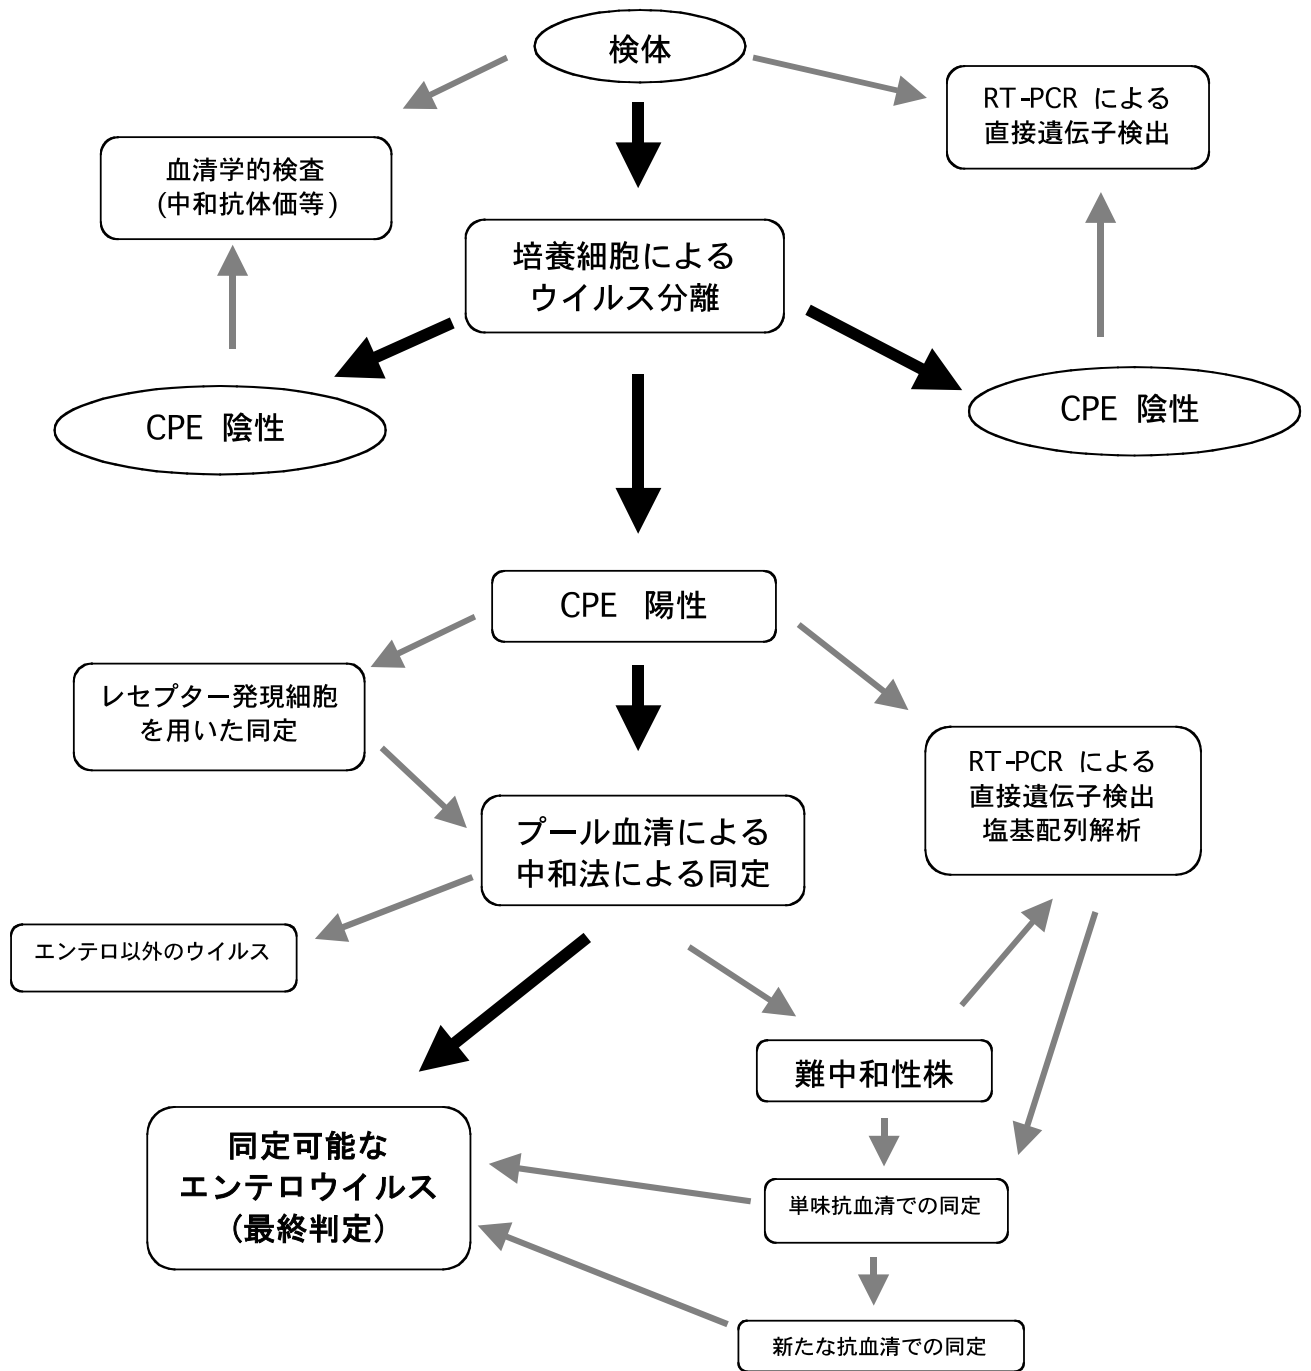 検体
RT-PCR による
直接遺伝子検出
血清学的検査
(中和抗体価等)
培養細胞による
ウイルス分離
CPE 陰性
CPE 陰性
CPE 陽性
レセプター発現細胞
を用いた同定
RT-PCR による
直接遺伝子検出
塩基配列解析
プール血清による
中和法による同定
エンテロ以外のウイルス
難中和性株
同定可能な
エンテロウイルス
(最終判定)
単味抗血清での同定
新たな抗血清での同定